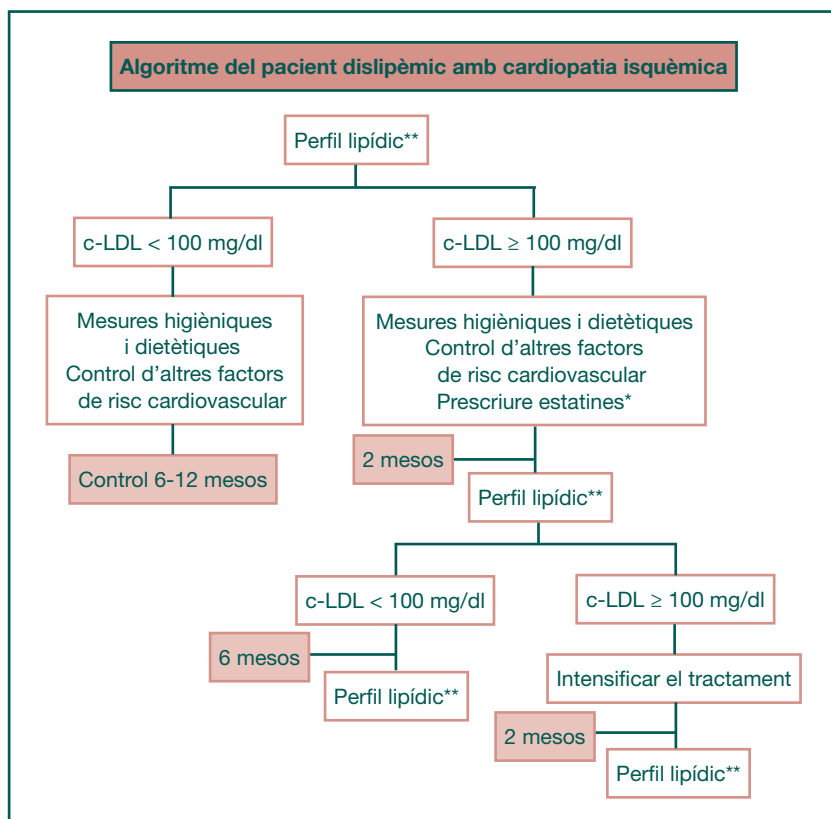 Algoritme del pacient dislipèmic amb cardiopatia isquèmica
Perfil lipídic**
c-LDL < 100 mg/dl
c-LDL ≥ 100 mg/dl
Mesures higièniques
i dietètiques
Control d’altres factors
de risc cardiovascular
Mesures higièniques i dietètiques
Control d’altres factors
de risc cardiovascular
Prescriure estatines*
Control 6-12 mesos
2 mesos
Perfil lipídic**
c-LDL < 100 mg/dl
c-LDL ≥ 100 mg/dl
6 mesos
Perfil lipídic**
Intensificar el tractament
2 mesos
Perfil lipídic**